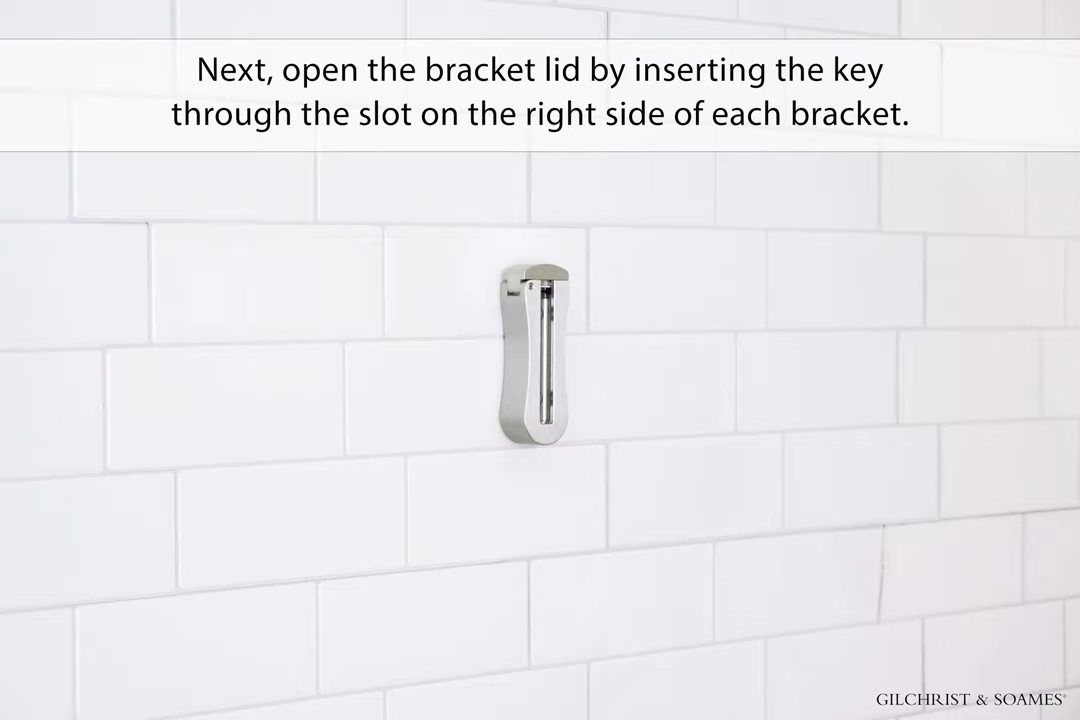 Next, open the bracket lid by inserting the key
through the slot on the right side of each bracket.
GILCHRIST & SOAMES®